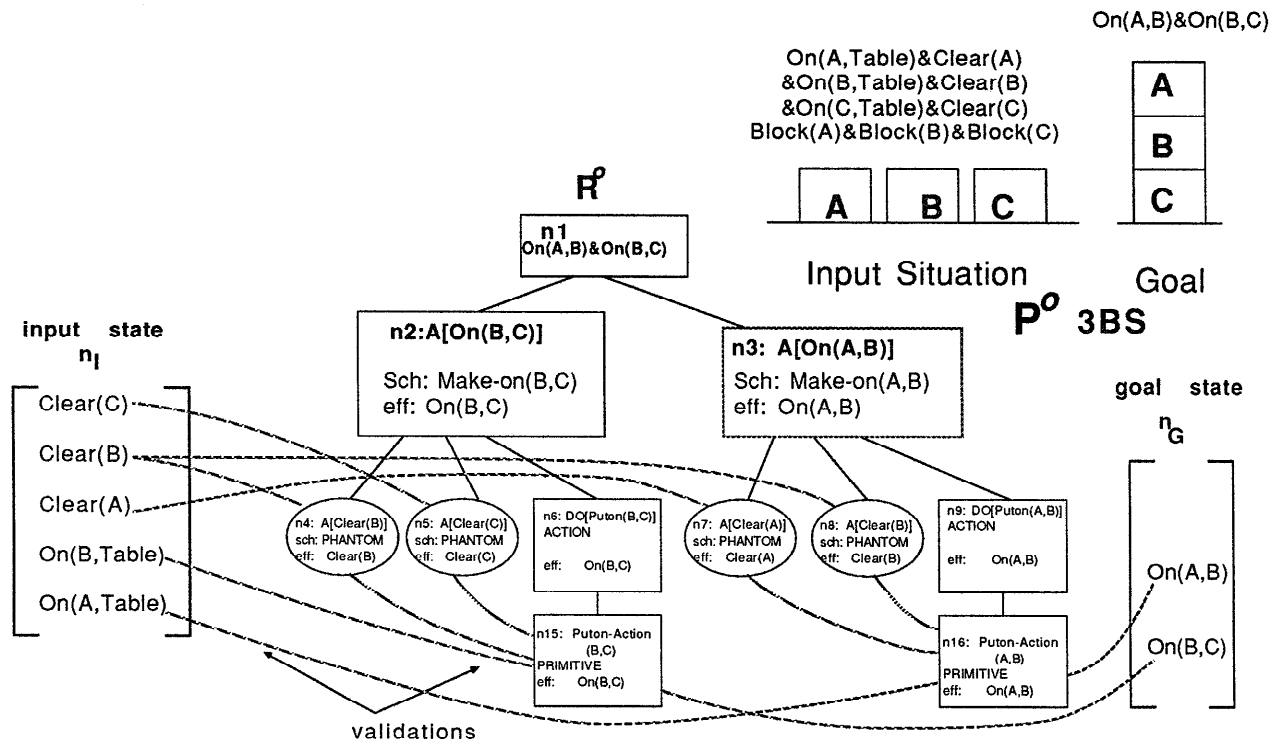 On(A,B)&On(B,C)
On(A,Table)&Clear(A)
&On(B,Table)&Clear(B)
&On(C,Table)&Clear(C)
Block(A)&Block(B)&Block(C)
A
B
C
A B C
Input Situation
Goal
P° 3BS
R°
n1
On(A,B)&On(B,C)
n2:A[On(B,C)]
Sch: Make-on(B,C)
eff: On(B,C)
n3: A[On(A,B)]
Sch: Make-on(A,B)
eff: On(A,B)
input state
nI
Clear(C)
Clear(B)
Clear(A)
On(B,Table)
On(A,Table)
n4: A[Clear(B)]
sch: PHANTOM
eff: Clear(B)
n5: A[Clear(C)]
sch: PHANTOM
eff: Clear(C)
n6: DO[Puton(B,C)]
ACTION
eff: On(B,C)
n7: A[Clear(A)]
sch: PHANTOM
eff: Clear(A)
n8: A[Clear(B)]
sch: PHANTOM
eff: Clear(B)
n9: DO[Puton(A,B)]
ACTION
eff: On(A,B)
n15: Puton-Action
(B,C)
PRIMITIVE
eff: On(B,C)
n16: Puton-Action
(A,B)
PRIMITIVE
eff: On(A,B)
goal state
nG
On(A,B)
On(B,C)
validations